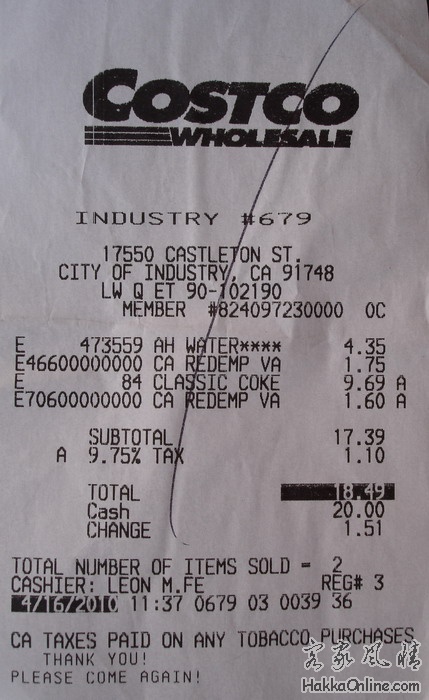 COSTCO
WHOLESALE
INDUSTRY #679
17550 CASTLETON ST.
CITY OF INDUSTRY, CA 91748
LW Q ET 90-102190
MEMBER #824097230000 OC
E 473559 AH WATER**** 4.35
E46600000000 CA REDEMP VA 1.75
E 84 CLASSIC COKE 9.69 A
E70600000000 CA REDEMP VA 1.60 A
SUBTOTAL 17.39
A 9.75% TAX 1.10
TOTAL 18.49
Cash 20.00
CHANGE 1.51
TOTAL NUMBER OF ITEMS SOLD = 2
CASHIER: LEON M.FE REG# 3
4/16/2010 11:37 0679 03 0039 36
CA TAXES PAID ON ANY TOBACCO PURCHASES
THANK YOU!
PLEASE COME AGAIN!
客家風情
HakkaOnline.com